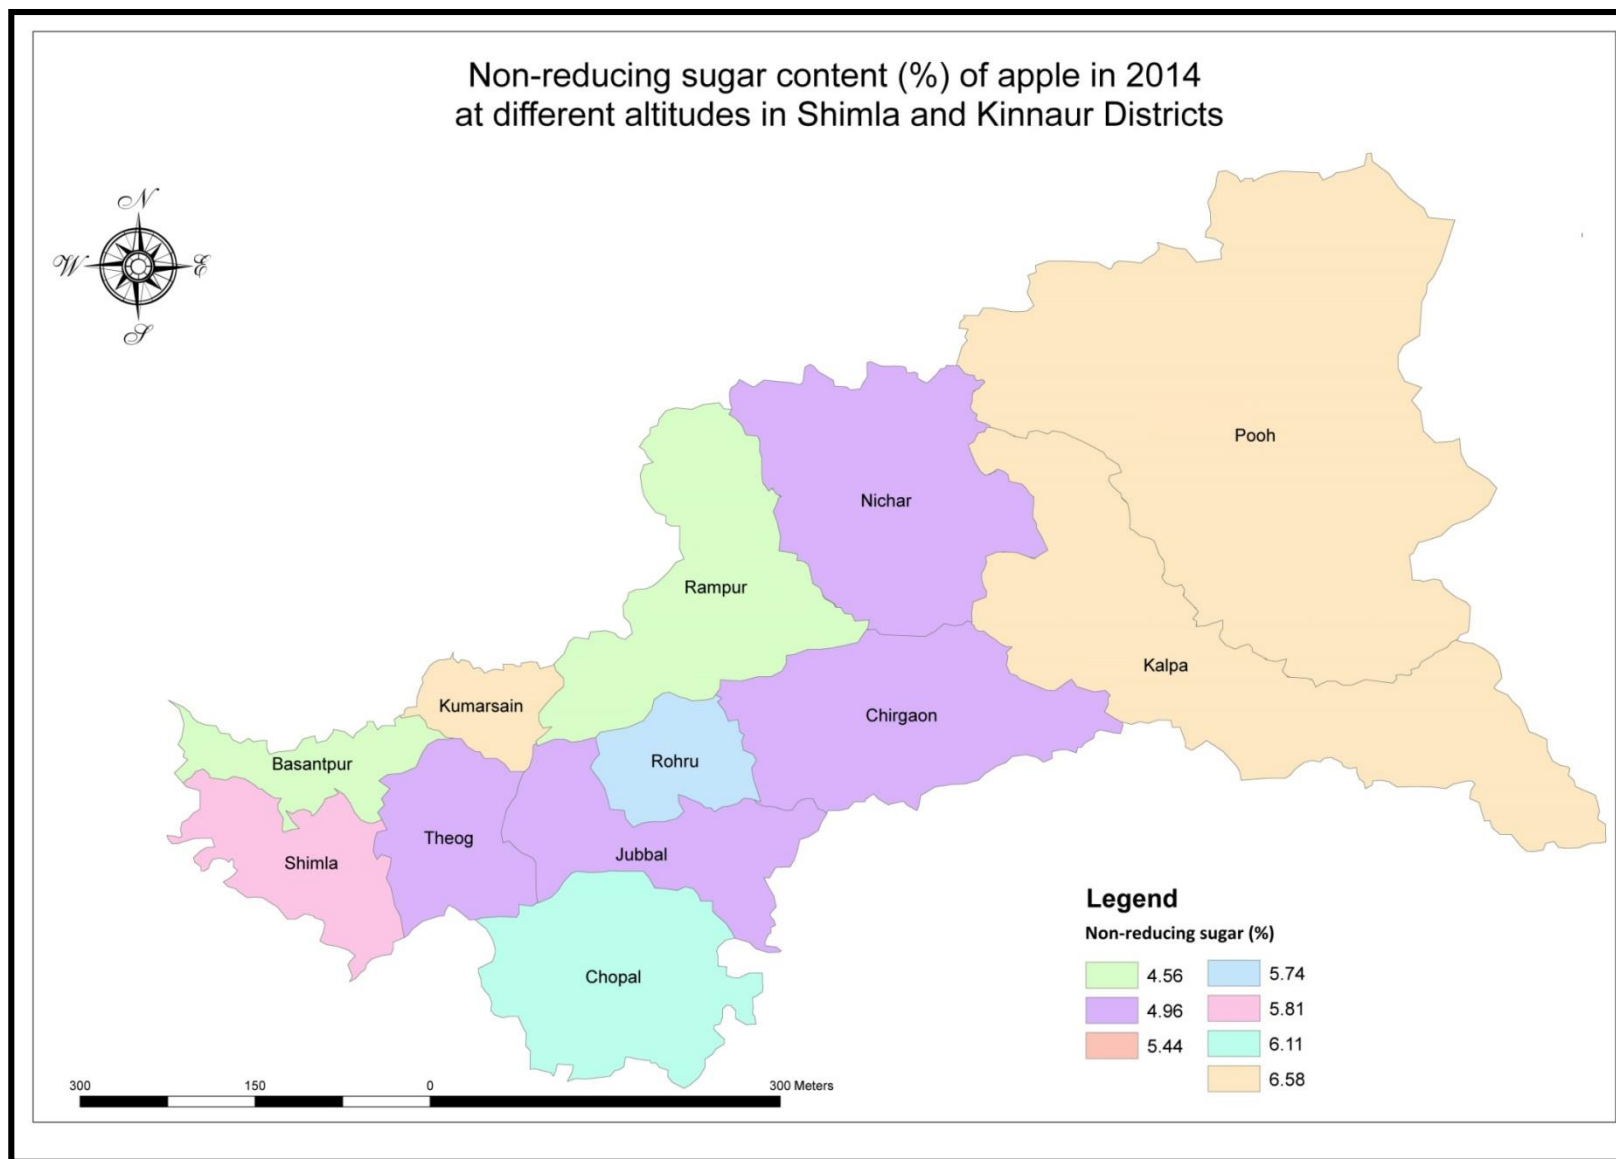 Non-reducing sugar content (%) of apple in 2014
at different altitudes in Shimla and Kinnaur Districts
N
W
E
S
Pooh
Nichar
Rampur
Kalpa
Kumarsain
Chirgaon
Basantpur
Rohru
Theog
Jubbal
Shimla
Chopal
Legend
Non-reducing sugar (%)
4.56
4.96
5.44
5.74
5.81
6.11
6.58
300 150 0 300 Meters